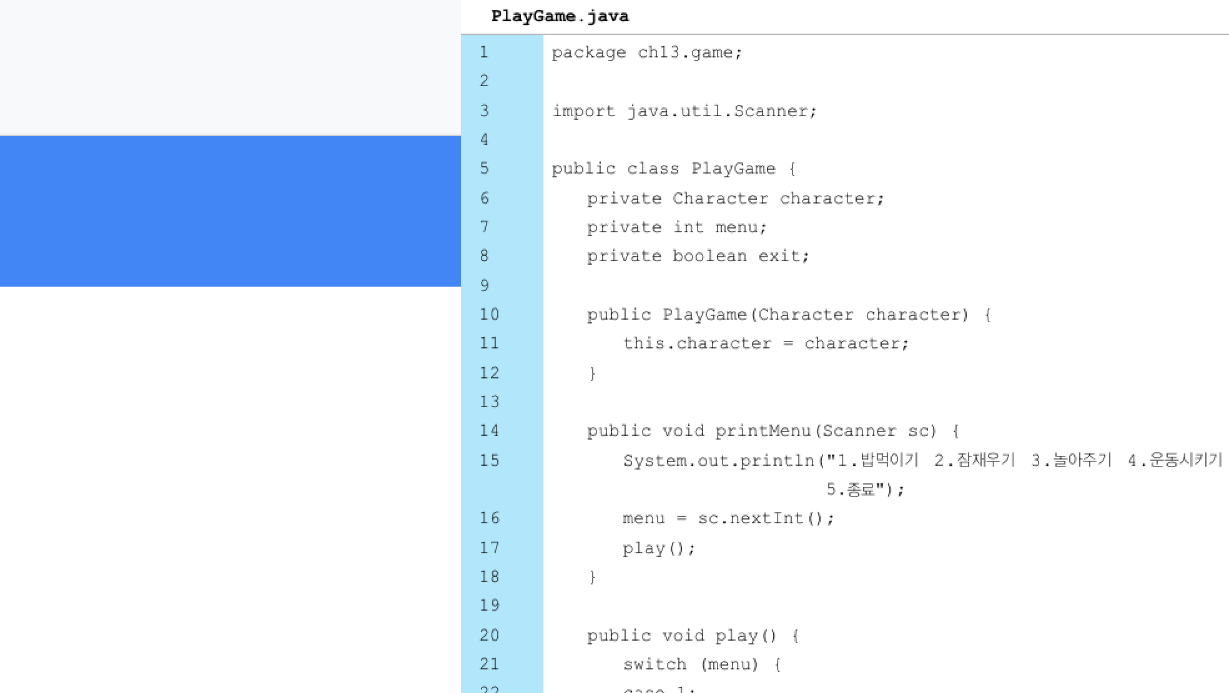 PlayGame.java
1 package ch13.game;
2
3 import java.util.Scanner;
4
5 public class PlayGame {
6 private Character character;
7 private int menu;
8 private boolean exit;
9
10 public PlayGame(Character character) {
11 this.character = character;
12 }
13
14 public void printMenu(Scanner sc) {
15 System.out.println("1.밥먹이기 2.잠재우기 3.놀아주기 4.운동시키기
5.종료");
16 menu = sc.nextInt();
17 play();
18 }
19
20 public void play() {
21 switch (menu) {
22 case 1: